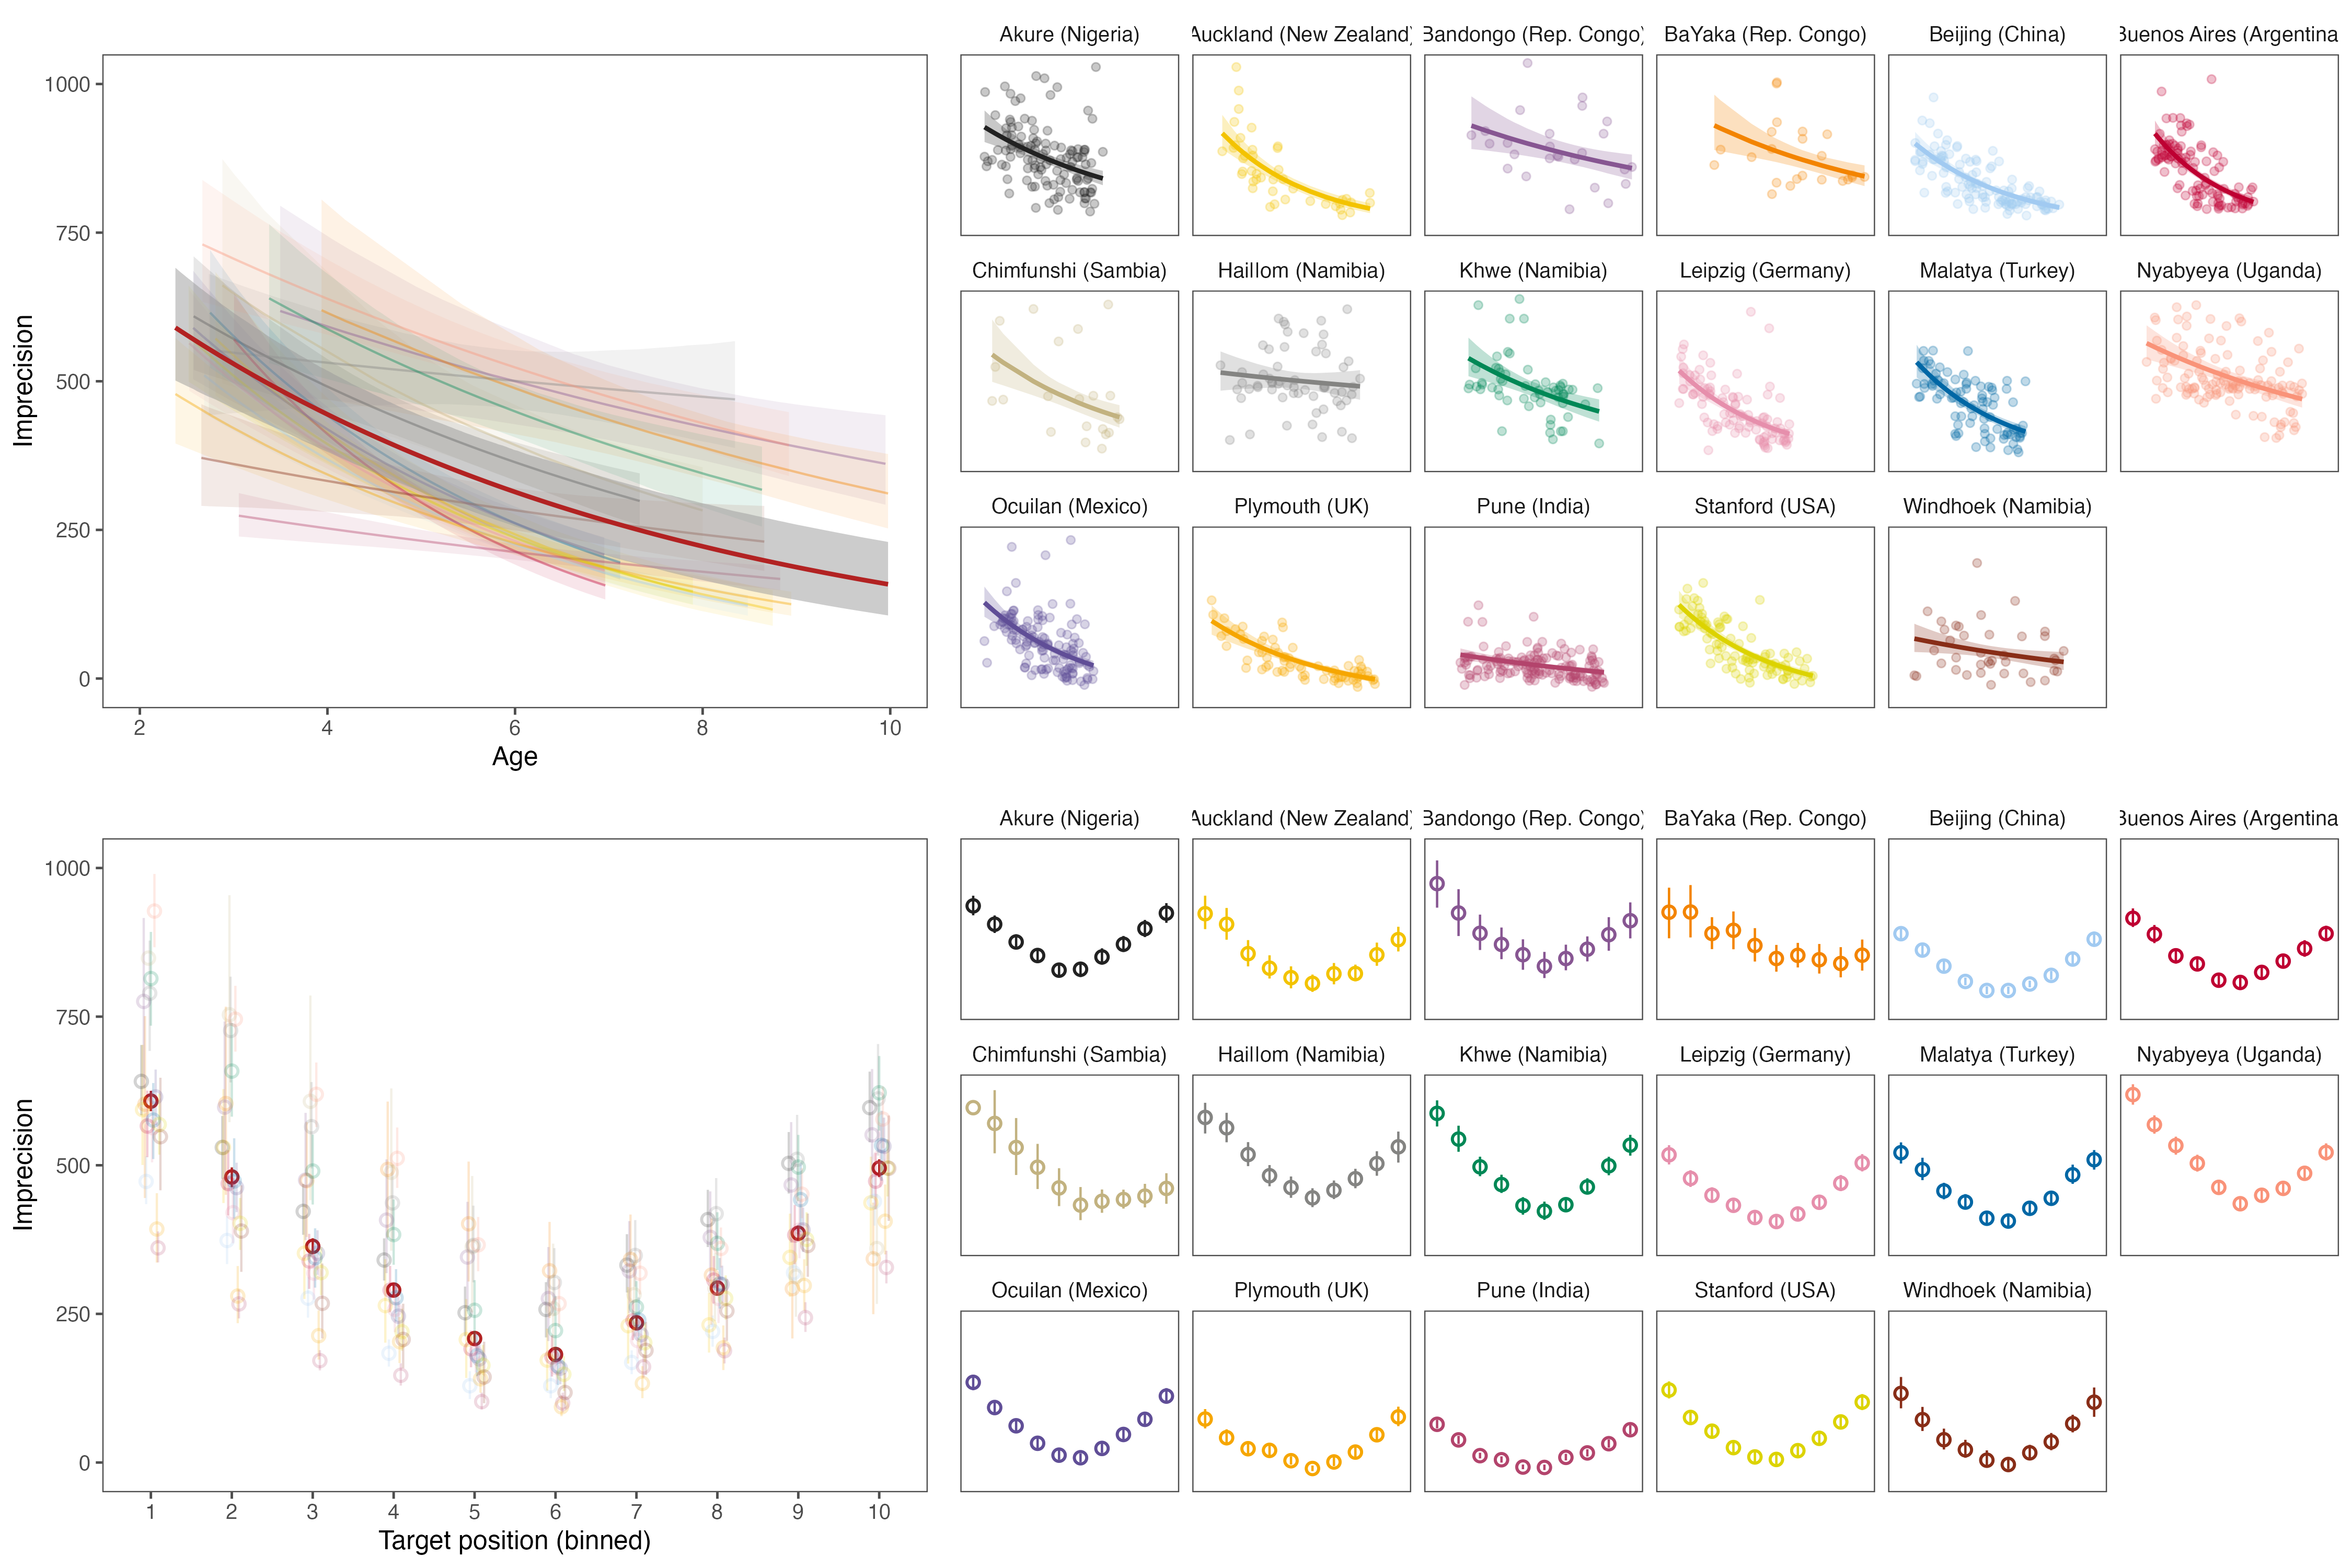 Akure (Nigeria)
Auckland (New Zealand)
Bandongo (Rep. Congo)
BaYaka (Rep. Congo)
Beijing (China)
Buenos Aires (Argentina
1000
750
500
250
0
Imprecision
2 4 6 8 10
Age
Chimfunshi (Sambia)
Haillom (Namibia)
Khwe (Namibia)
Leipzig (Germany)
Malatya (Turkey)
Nyabyeya (Uganda)
Ocuilan (Mexico)
Plymouth (UK)
Pune (India)
Stanford (USA)
Windhoek (Namibia)
Akure (Nigeria)
Auckland (New Zealand)
Bandongo (Rep. Congo)
BaYaka (Rep. Congo)
Beijing (China)
Buenos Aires (Argentina
1000
750
500
250
0
Imprecision
1 2 3 4 5 6 7 8 9 10
Target position (binned)
Chimfunshi (Sambia)
Haillom (Namibia)
Khwe (Namibia)
Leipzig (Germany)
Malatya (Turkey)
Nyabyeya (Uganda)
Ocuilan (Mexico)
Plymouth (UK)
Pune (India)
Stanford (USA)
Windhoek (Namibia)